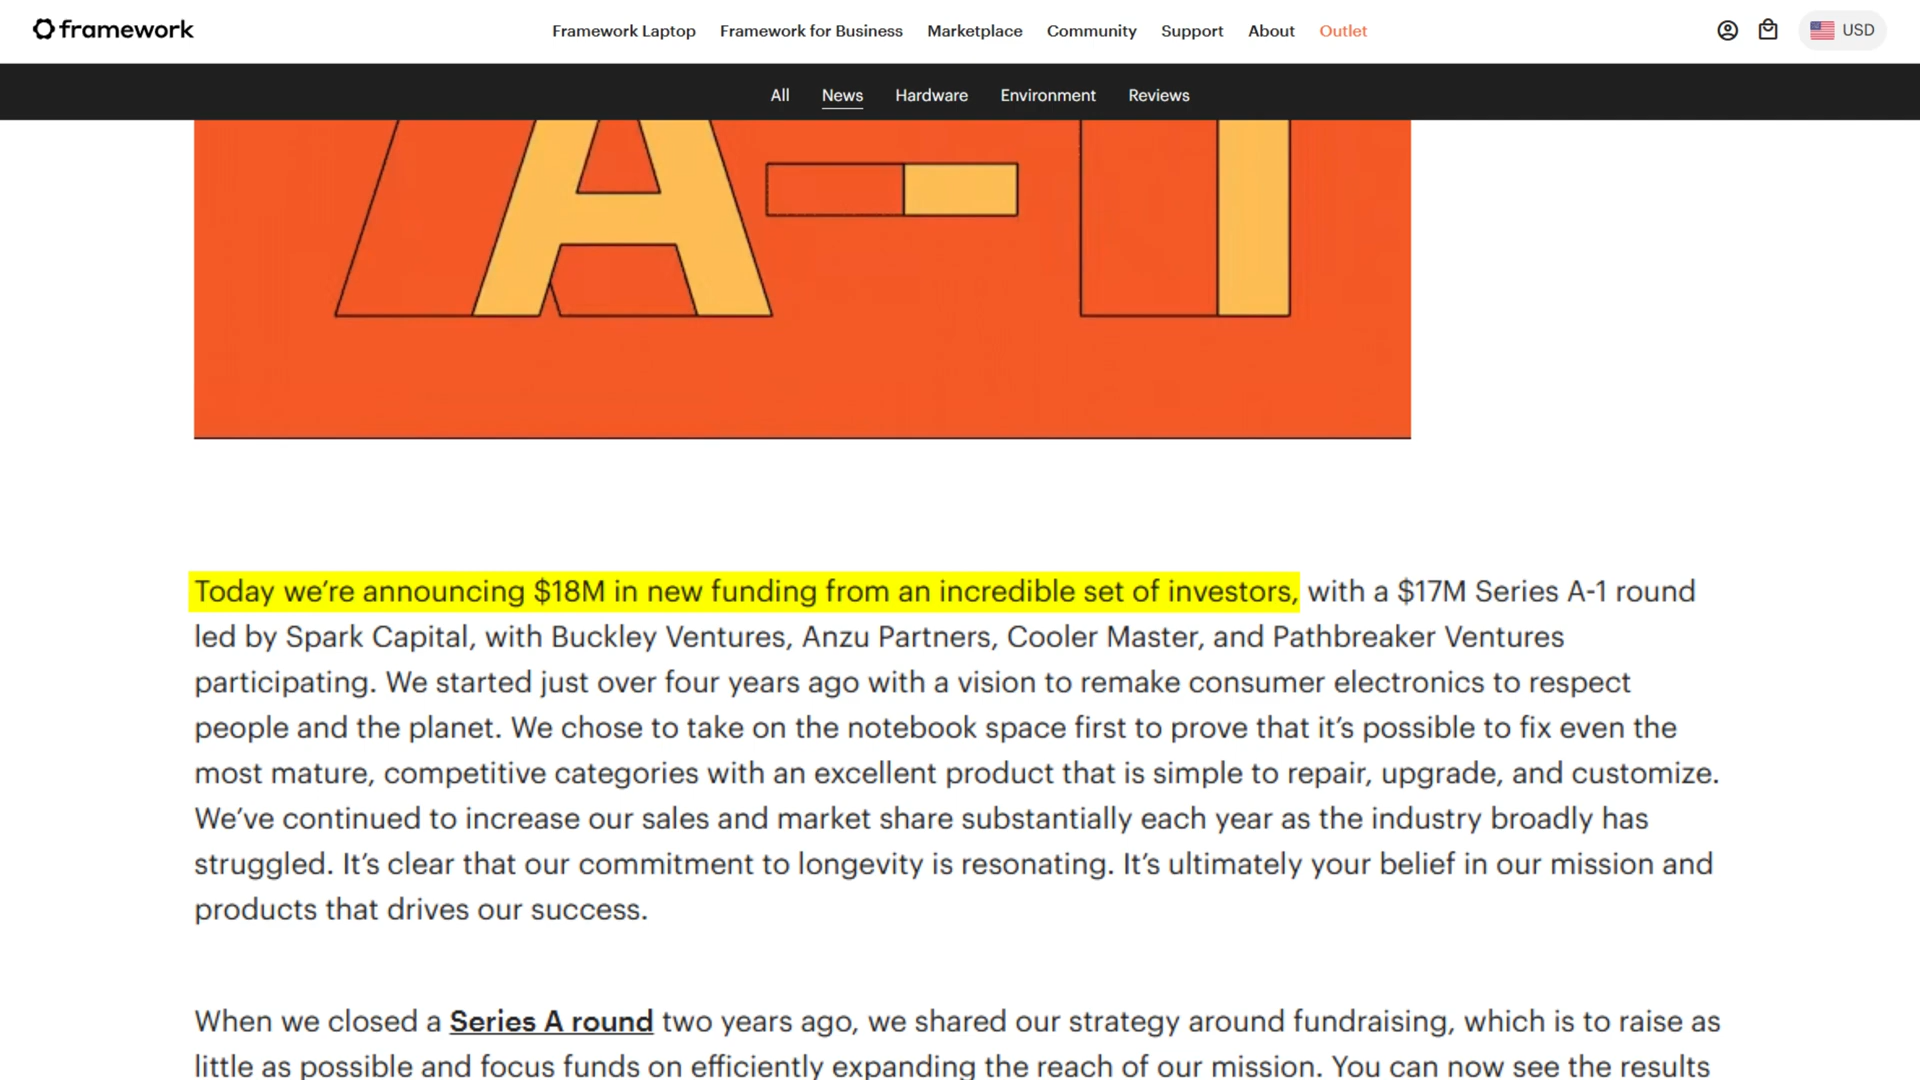 framework
Framework Laptop
Framework for Business
Marketplace
Community
Support
About
Outlet
USD
All
News
Hardware
Environment
Reviews
A-1
Today we’re announcing $18M in new funding from an incredible set of investors, with a $17M Series A-1 round
led by Spark Capital, with Buckley Ventures, Anzu Partners, Cooler Master, and Pathbreaker Ventures
participating. We started just over four years ago with a vision to remake consumer electronics to respect
people and the planet. We chose to take on the notebook space first to prove that it’s possible to fix even the
most mature, competitive categories with an excellent product that is simple to repair, upgrade, and customize.
We’ve continued to increase our sales and market share substantially each year as the industry broadly has
struggled. It’s clear that our commitment to longevity is resonating. It’s ultimately your belief in our mission and
products that drives our success.
When we closed a Series A round two years ago, we shared our strategy around fundraising, which is to raise as
little as possible and focus funds on efficiently expanding the reach of our mission. You can now see the results